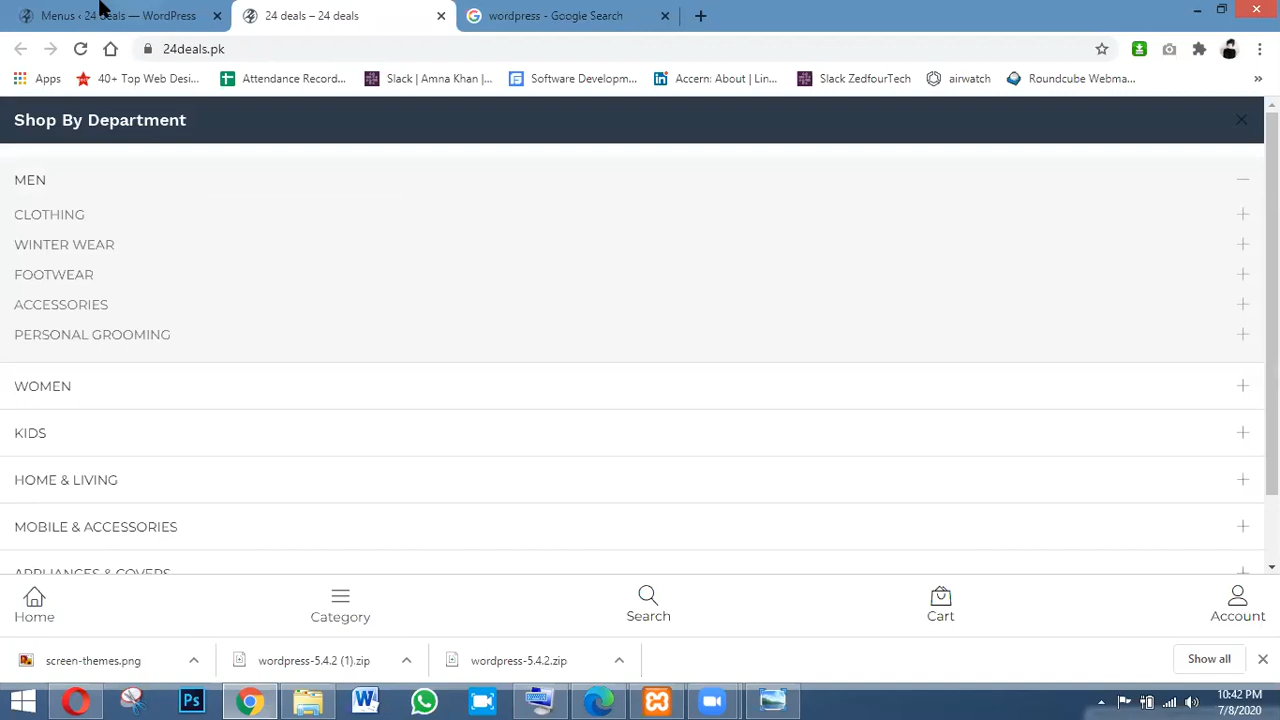 Menus ‹ 24 deals — WordPress
24 deals – 24 deals
wordpress - Google Search
24deals.pk
Apps
40+ Top Web Desi...
Attendance Record...
Slack | Amna Khan |...
Software Developm...
Accern: About | Lin...
Slack ZedfourTech
airwatch
Roundcube Webma...
»
Shop By Department
MEN
CLOTHING
WINTER WEAR
FOOTWEAR
ACCESSORIES
PERSONAL GROOMING
WOMEN
KIDS
HOME & LIVING
MOBILE & ACCESSORIES
APPLIANCES & COVERS
Home
Category
Search
Cart
Account
screen-themes.png
wordpress-5.4.2 (1).zip
wordpress-5.4.2.zip
Show all
Ps
10:42 PM
7/8/2020